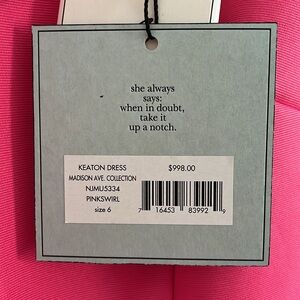 she always
says:
when in doubt,
take it
up a notch.
KEATON DRESS $998.00
MADISON AVE. COLLECTION
NJMU5334
PINKSWIRL
size 6
7 16453 83992 9